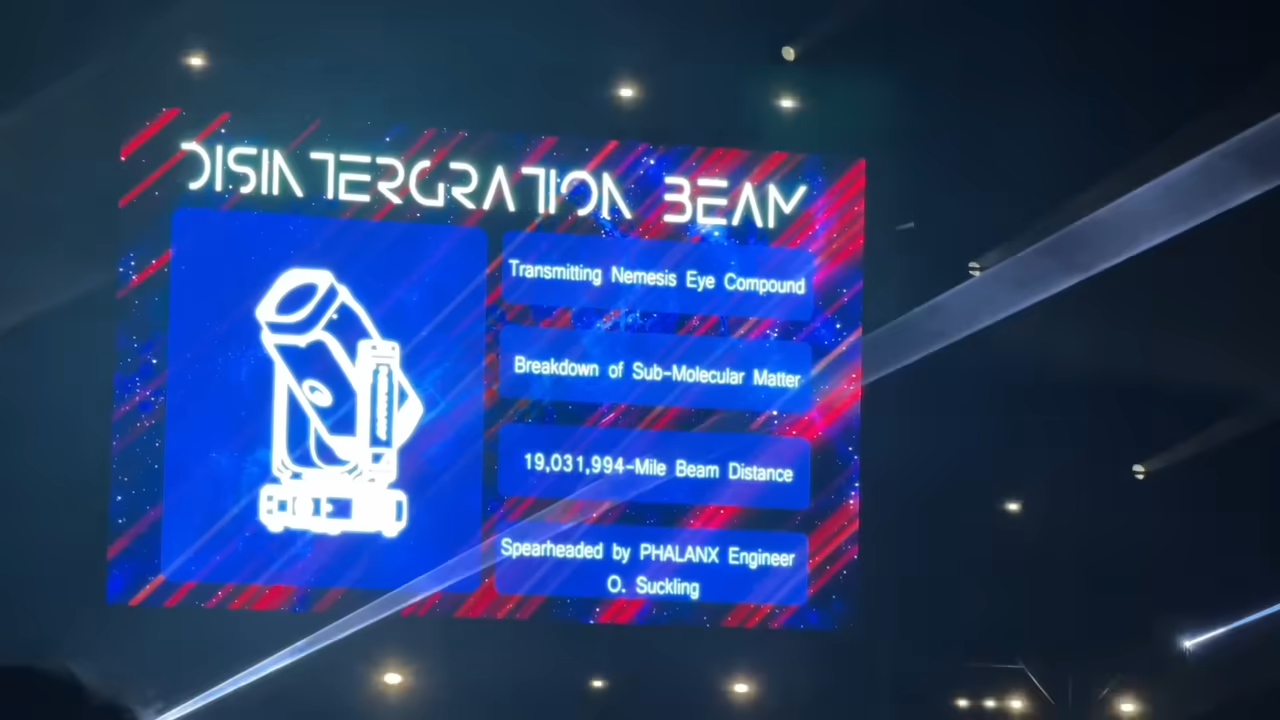 DISINTERGRATION BEAM
Transmitting Nemesis Eye Compound
Breakdown of Sub-Molecular Matter
19,031,994-Mile Beam Distance
Spearheaded by PHALANX Engineer
O. Suckling